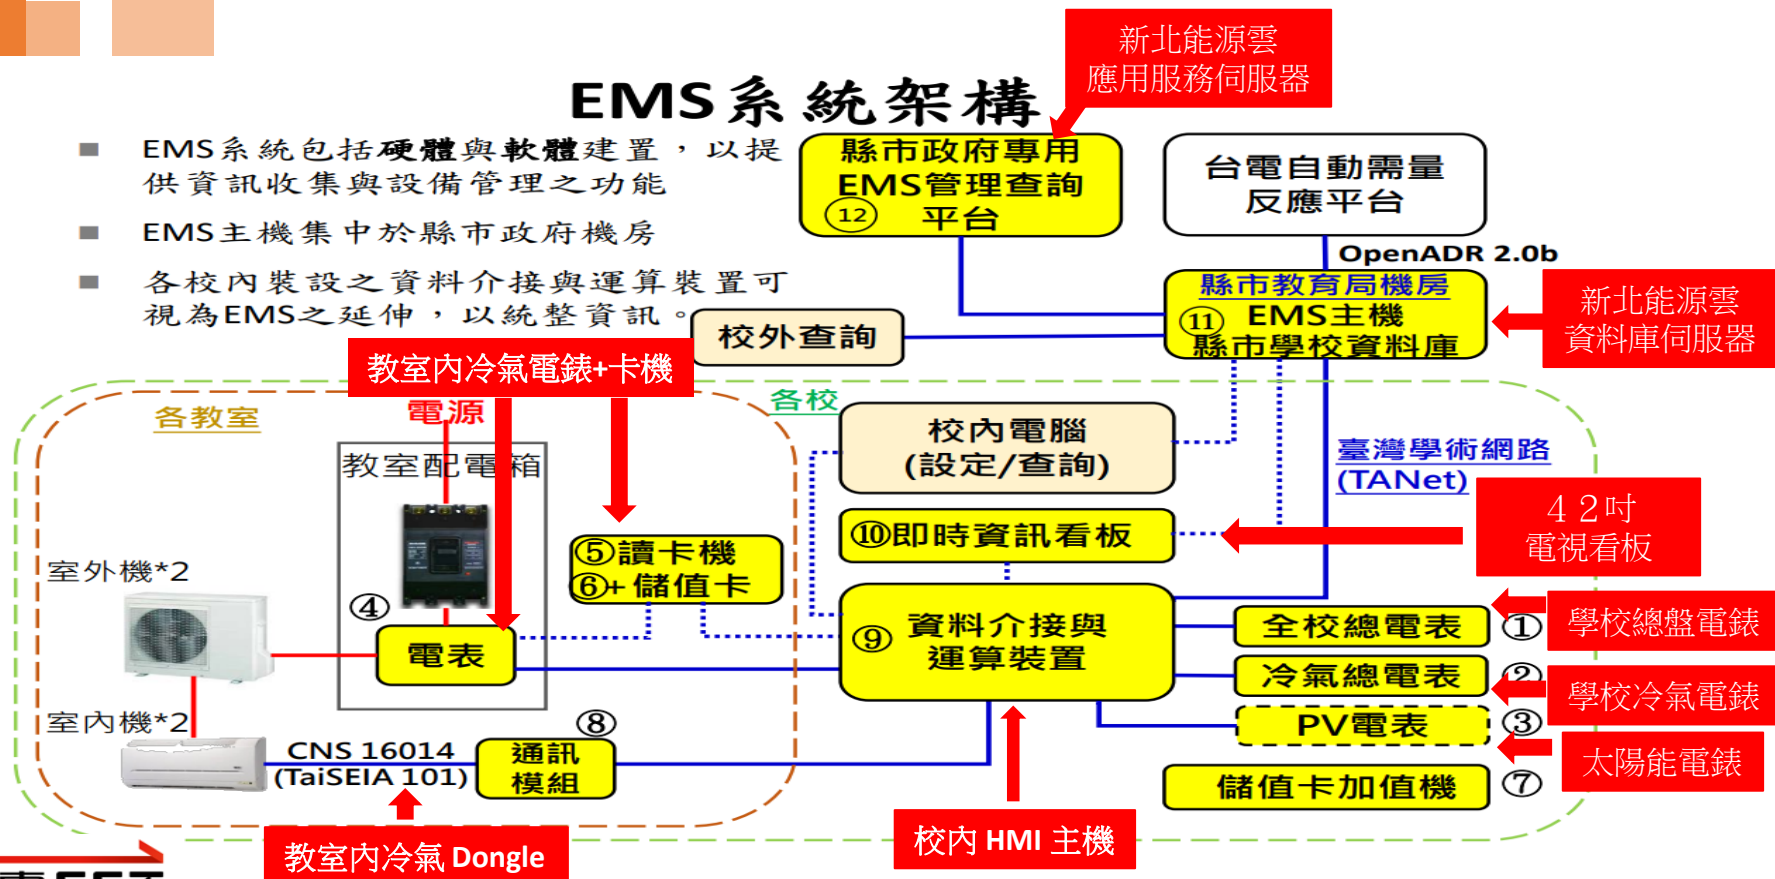 新北能源雲
應用服務伺服器
EMS系統架構
■ EMS系統包括硬體與軟體建置，以提
供資訊收集與設備管理之功能
■ EMS主機集中於縣市政府機房
■ 各校內裝設之資料介接與運算裝置可
視為EMS之延伸，以統整資訊。
縣市政府專用
EMS管理查詢
⑫ 平台
台電自動需量
反應平台
OpenADR 2.0b
縣市教育局機房
⑪ EMS主機
縣市學校資料庫
新北能源雲
資料庫伺服器
校外查詢
教室內冷氣電錶+卡機
各教室
電源
各校
教室配電箱
校內電腦
(設定/查詢)
臺灣學術網路
(TANet)
４２吋
電視看板
⑩即時資訊看板
⑤讀卡機
⑥+儲值卡
室外機*2
④
電表
⑨ 資料介接與
運算裝置
全校總電表 ①
學校總盤電錶
冷氣總電表 ②
學校冷氣電錶
PV電表 ③
太陽能電錶
儲值卡加值機 ⑦
室內機*2
CNS 16014
(TaiSEIA 101)
⑧
通訊
模組
教室內冷氣 Dongle
校內 HMI 主機